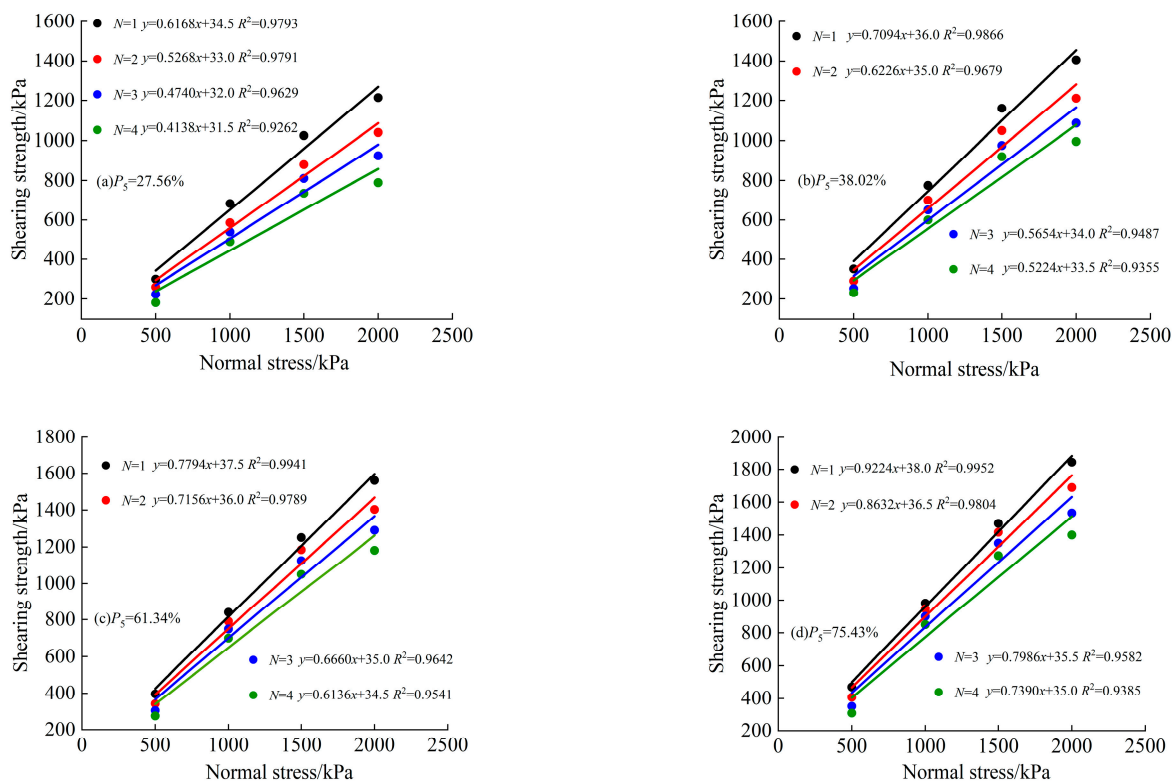 1600
1400
1200
1000
800
600
400
200
N=1 y=0.6168x+34.5 R²=0.9793
N=2 y=0.5268x+33.0 R²=0.9791
N=3 y=0.4740x+32.0 R²=0.9629
N=4 y=0.4138x+31.5 R²=0.9262
(a)P₅=27.56%
Shearing strength/kPa
0 500 1000 1500 2000 2500
Normal stress/kPa
1600
1400
1200
1000
800
600
400
200
N=1 y=0.7094x+36.0 R²=0.9866
N=2 y=0.6226x+35.0 R²=0.9679
(b)P₅=38.02%
N=3 y=0.5654x+34.0 R²=0.9487
N=4 y=0.5224x+33.5 R²=0.9355
Shearing strength/kPa
0 500 1000 1500 2000 2500
Normal stress/kPa
1800
1600
1400
1200
1000
800
600
400
200
N=1 y=0.7794x+37.5 R²=0.9941
N=2 y=0.7156x+36.0 R²=0.9789
(c)P₅=61.34%
N=3 y=0.6660x+35.0 R²=0.9642
N=4 y=0.6136x+34.5 R²=0.9541
Shearing strength/kPa
0 500 1000 1500 2000 2500
Normal stress/kPa
2000
1800
1600
1400
1200
1000
800
600
400
200
N=1 y=0.9224x+38.0 R²=0.9952
N=2 y=0.8632x+36.5 R²=0.9804
(d)P₅=75.43%
N=3 y=0.7986x+35.5 R²=0.9582
N=4 y=0.7390x+35.0 R²=0.9385
Shearing strength/kPa
0 500 1000 1500 2000 2500
Normal stress/kPa